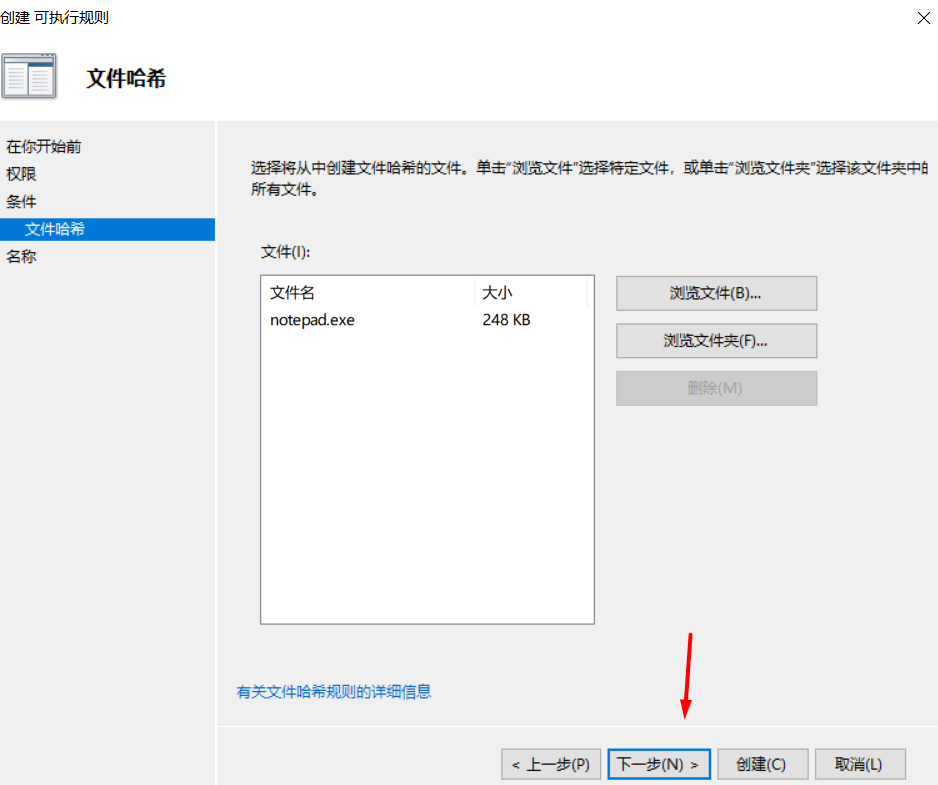 创建 可执行规则
文件哈希
在你开始前
权限
条件
文件哈希
名称
选择将从中创建文件哈希的文件。单击“浏览文件”选择特定文件，或单击“浏览文件夹”选择该文件夹中的
所有文件。
文件(I):
文件名 大小
notepad.exe 248 KB
浏览文件(B)...
浏览文件夹(F)...
删除(M)
有关文件哈希规则的详细信息
< 上一步(P) 下一步(N) > 创建(C) 取消(L)